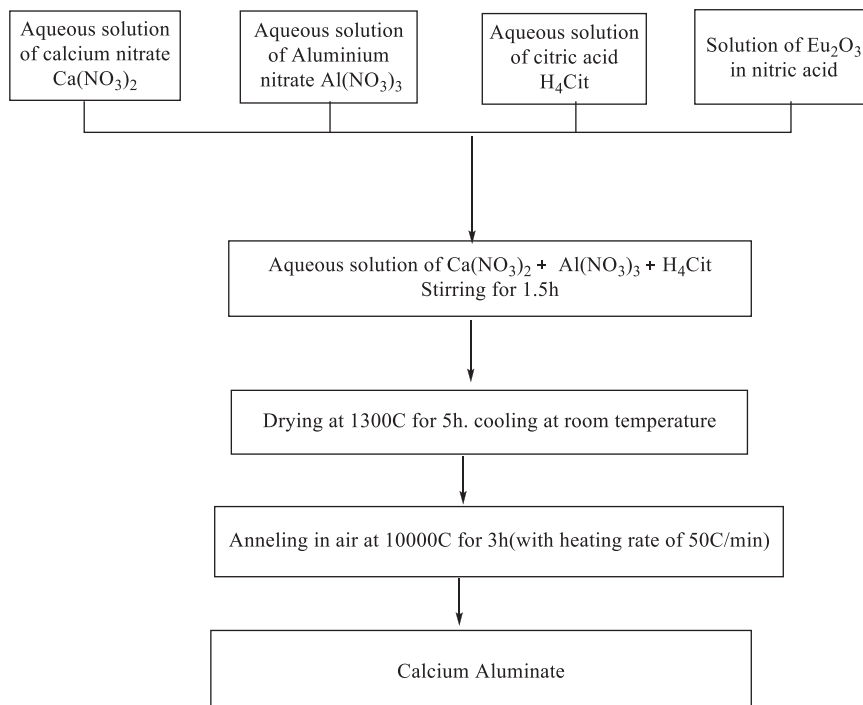 Aqueous solution
of calcium nitrate
Ca(NO₃)₂
Aqueous solution
of Aluminium
nitrate Al(NO₃)₃
Aqueous solution
of citric acid
H₄Cit
Solution of Eu₂O₃
in nitric acid
Aqueous solution of Ca(NO₃)₂ + Al(NO₃)₃ + H₄Cit
Stirring for 1.5h
Drying at 1300C for 5h. cooling at room temperature
Anneling in air at 10000C for 3h(with heating rate of 50C/min)
Calcium Aluminate